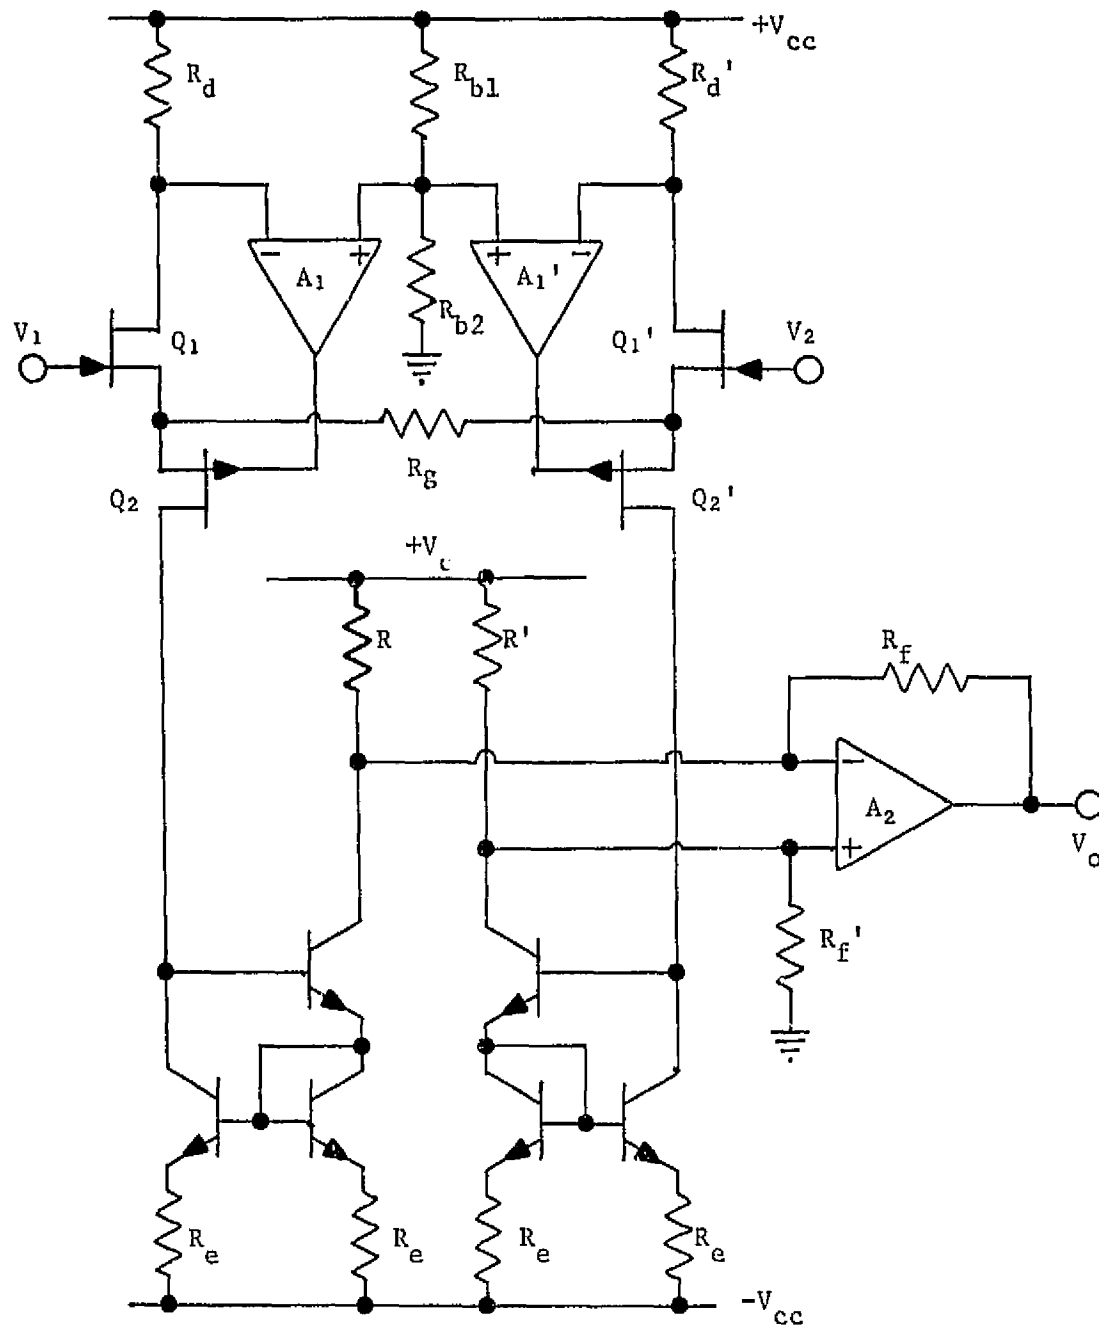 +Vcc
Rd
Rb1
Rd'
- +
A1
+ -
A1'
Rb2
V1
Q1
Q1'
V2
Rg
Q2
Q2'
+Vc
R
R'
Rf
-
A2
+
Vo
Rf'
Re
Re
Re
Re
-Vcc